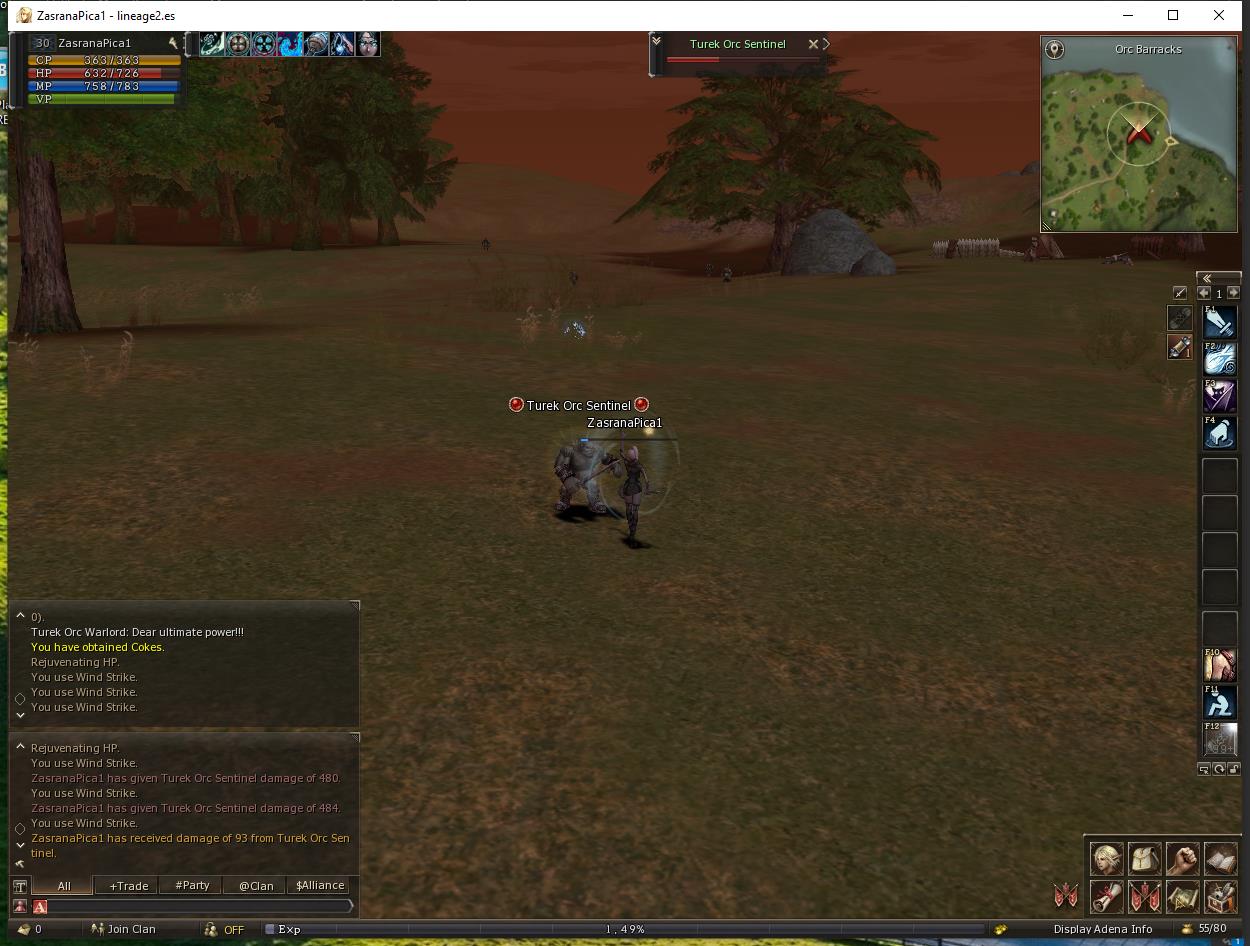 ZasranaPica1 - lineage2.es
30 ZasranaPica1
CP 363/363
HP 632/726
MP 758/783
VP
Turek Orc Sentinel
Orc Barracks
1
F1
F2
F3
F4
1
Turek Orc Sentinel
ZasranaPica1
F10
F11
F12
99+
0).
Turek Orc Warlord: Dear ultimate power!!!
You have obtained Cokes.
Rejuvenating HP.
You use Wind Strike.
You use Wind Strike.
You use Wind Strike.
Rejuvenating HP.
You use Wind Strike.
ZasranaPica1 has given Turek Orc Sentinel damage of 480.
You use Wind Strike.
ZasranaPica1 has given Turek Orc Sentinel damage of 484.
You use Wind Strike.
ZasranaPica1 has received damage of 93 from Turek Orc Sen
tinel.
All +Trade #Party @Clan $Alliance
A
0 Join Clan OFF Exp 1,49% Display Adena Info 55/80